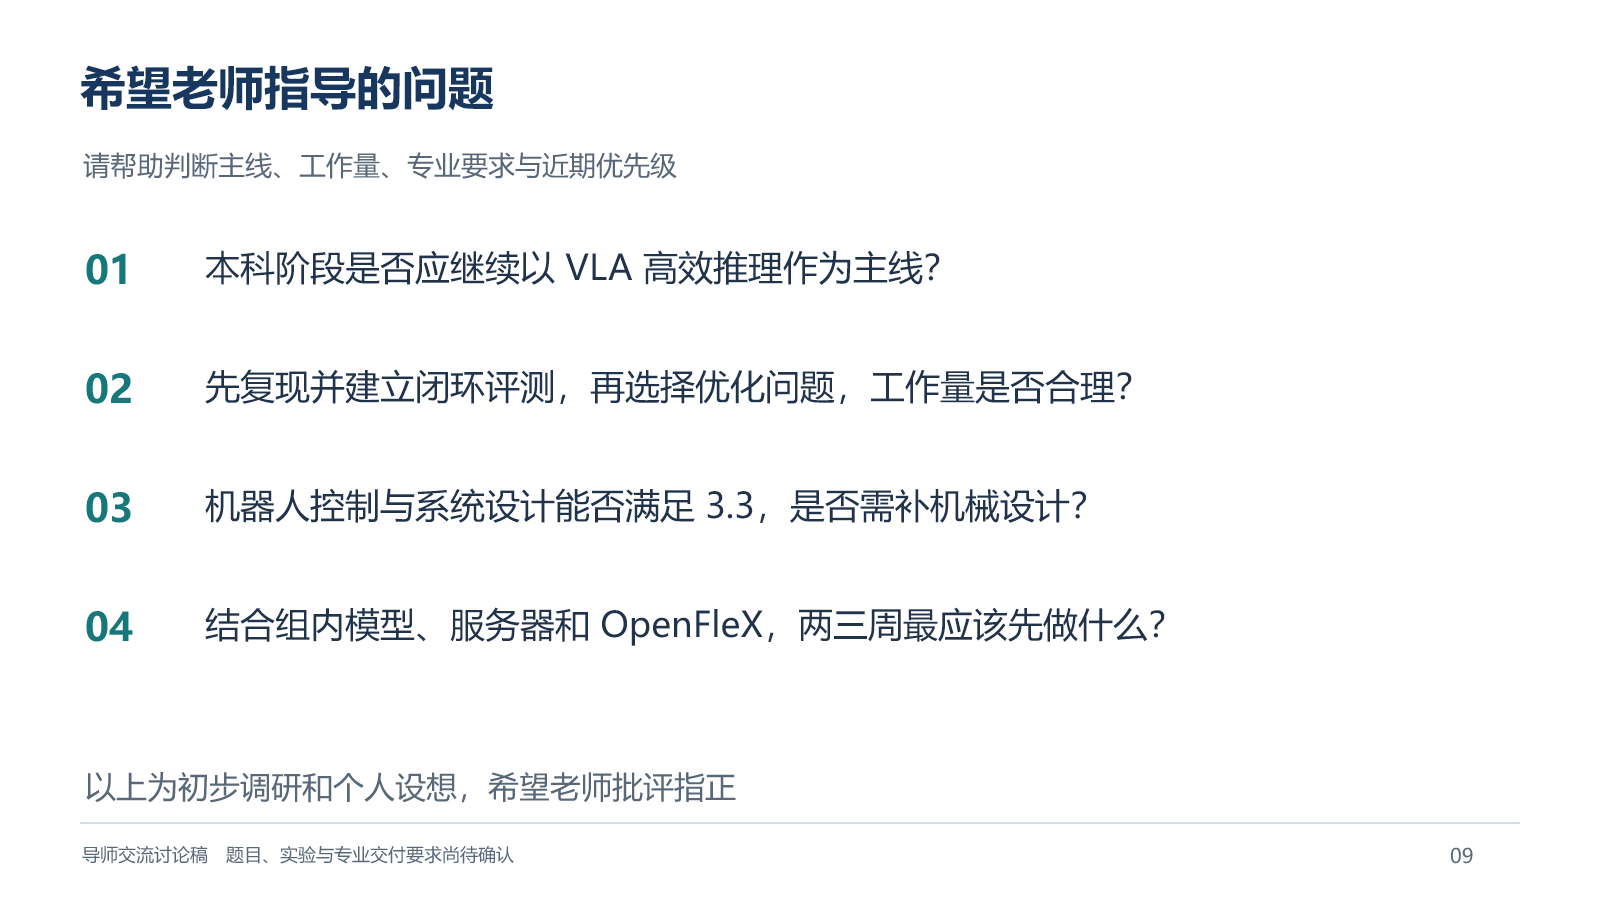 希望老师指导的问题
请帮助判断主线、工作量、专业要求与近期优先级
01 本科阶段是否应继续以 VLA 高效推理作为主线?
02 先复现并建立闭环评测，再选择优化问题，工作量是否合理?
03 机器人控制与系统设计能否满足 3.3，是否需补机械设计?
04 结合组内模型、服务器和 OpenFleX，两三周最应该先做什么?
以上为初步调研和个人设想，希望老师批评指正
导师交流讨论稿 题目、实验与专业交付要求尚待确认 09